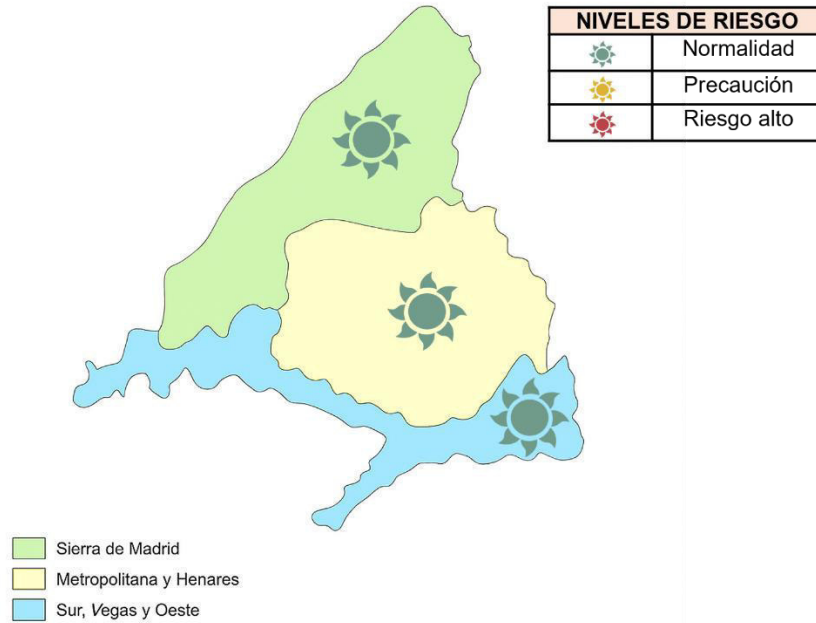 NIVELES DE RIESGO
Normalidad
Precaución
Riesgo alto
Sierra de Madrid
Metropolitana y Henares
Sur, Vegas y Oeste